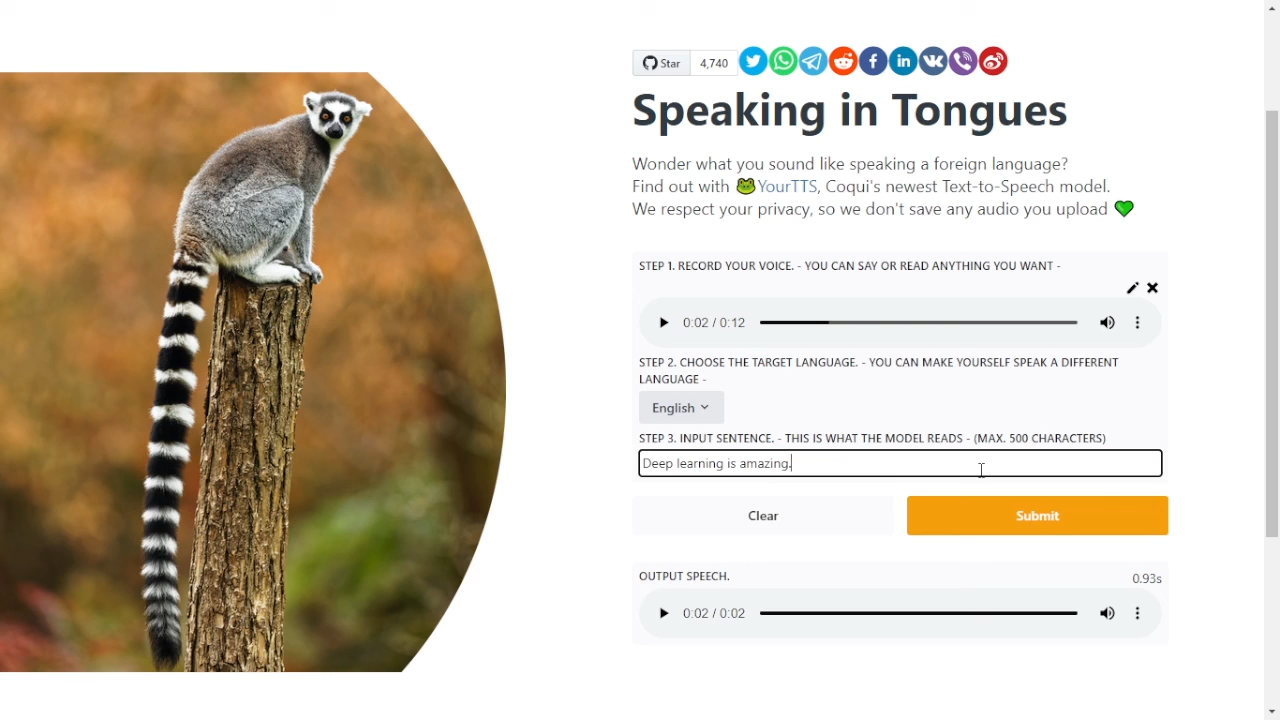 Star 4,740
Speaking in Tongues
Wonder what you sound like speaking a foreign language?
Find out with 🐸YourTTS, Coqui's newest Text-to-Speech model.
We respect your privacy, so we don't save any audio you upload 💚
STEP 1. RECORD YOUR VOICE. - YOU CAN SAY OR READ ANYTHING YOU WANT -
0:02 / 0:12
STEP 2. CHOOSE THE TARGET LANGUAGE. - YOU CAN MAKE YOURSELF SPEAK A DIFFERENT
LANGUAGE -
English
STEP 3. INPUT SENTENCE. - THIS IS WHAT THE MODEL READS - (MAX. 500 CHARACTERS)
Deep learning is amazing.
Clear Submit
OUTPUT SPEECH. 0.93s
0:02 / 0:02